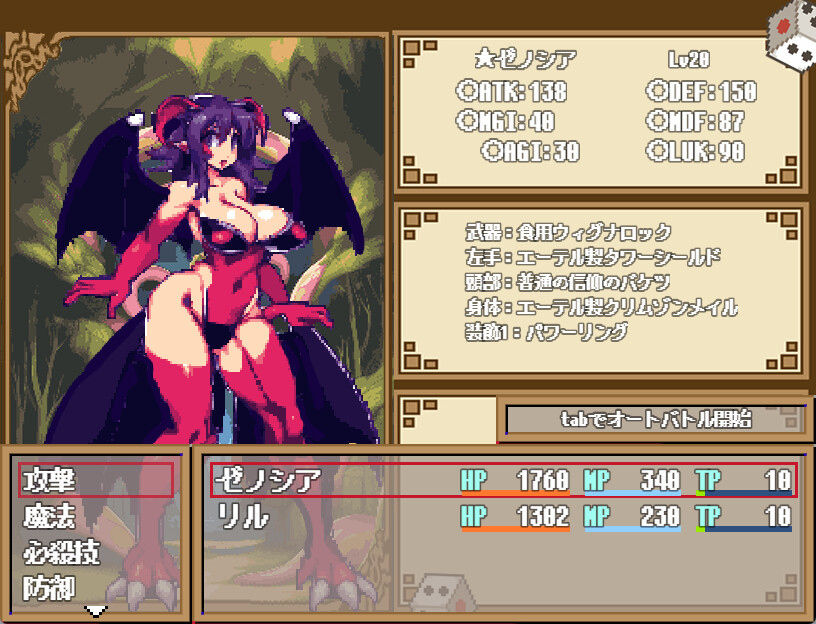 ★ゼノシア Lv20
ATK:138 DEF:150
MGI:40 MDF:87
AGI:30 LUK:90
武器：食用ウィグナロック
左手：エーテル製タワーシールド
頭部：普通の信仰のバケツ
身体：エーテル製クリムゾンメイル
装飾1：パワーリング
tabでオートバトル開始
攻撃
魔法
必殺技
防御
ゼノシア HP 1760 MP 340 TP 10
リル HP 1302 MP 230 TP 10